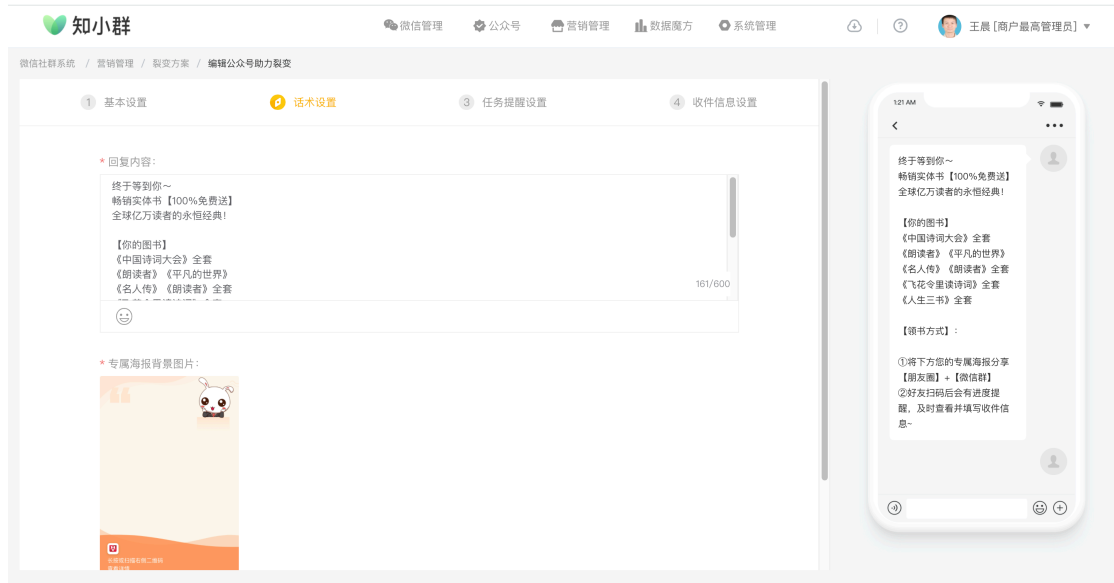 知小群
微信管理
公众号
营销管理
数据魔方
系统管理
王晨 [商户最高管理员]
微信社群系统 / 营销管理 / 裂变方案 / 编辑公众号助力裂变
1 基本设置
话术设置
3 任务提醒设置
4 收件信息设置
* 回复内容:
终于等到你~
畅销实体书【100%免费送】
全球亿万读者的永恒经典!
【你的图书】
《中国诗词大会》全套
《朗读者》《平凡的世界》
《名人传》《朗读者》全套
161/600
* 专属海报背景图片:
1:21 AM
终于等到你~
畅销实体书【100%免费送】
全球亿万读者的永恒经典!
【你的图书】
《中国诗词大会》全套
《朗读者》《平凡的世界》
《名人传》《朗读者》全套
《飞花令里读诗词》全套
《人生三书》全套
【领书方式】:
①将下方您的专属海报分享
【朋友圈】+【微信群】
②好友扫码后会有进度提
醒,及时查看并填写收件信
息~